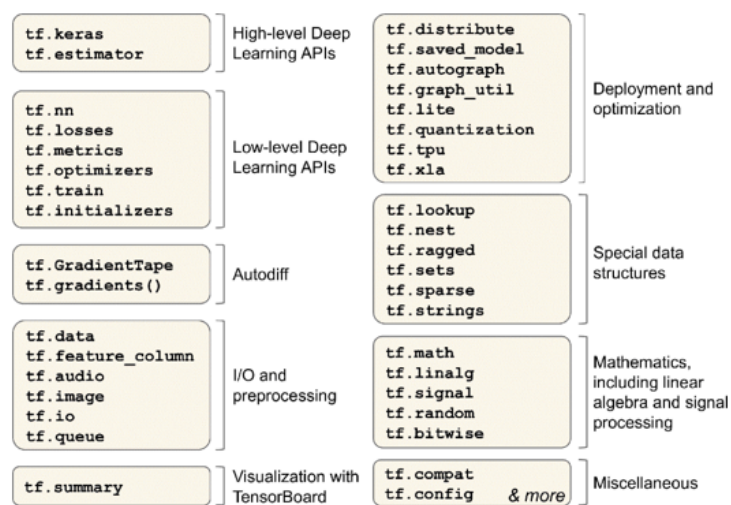 tf.keras
tf.estimator
High-level Deep
Learning APIs
tf.nn
tf.losses
tf.metrics
tf.optimizers
tf.train
tf.initializers
Low-level Deep
Learning APIs
tf.GradientTape
tf.gradients()
Autodiff
tf.data
tf.feature_column
tf.audio
tf.image
tf.io
tf.queue
I/O and
preprocessing
tf.summary
Visualization with
TensorBoard
tf.distribute
tf.saved_model
tf.autograph
tf.graph_util
tf.lite
tf.quantization
tf.tpu
tf.xla
Deployment and
optimization
tf.lookup
tf.nest
tf.ragged
tf.sets
tf.sparse
tf.strings
Special data
structures
tf.math
tf.linalg
tf.signal
tf.random
tf.bitwise
Mathematics,
including linear
algebra and signal
processing
tf.compat
tf.config & more
Miscellaneous